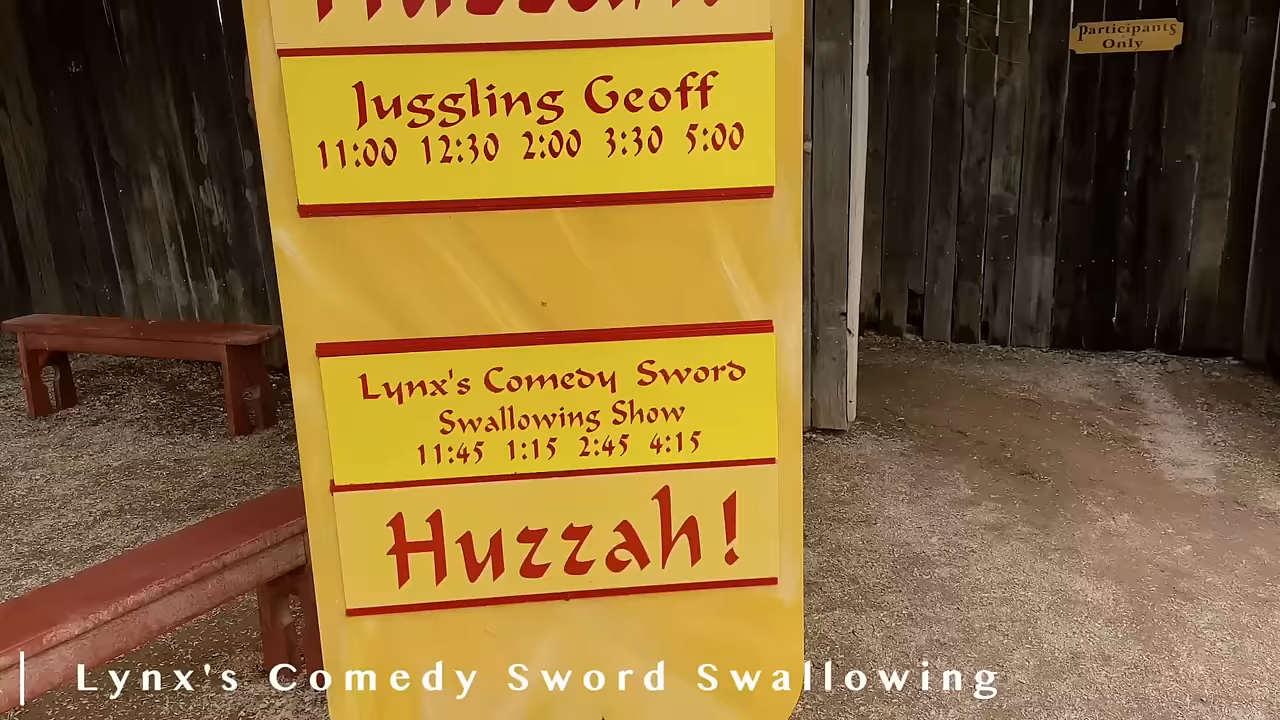 Huzzah!
Juggling Geoff
11:00 12:30 2:00 3:30 5:00
Lynx's Comedy Sword
Swallowing Show
11:45 1:15 2:45 4:15
Huzzah!
Participants
Only
Lynx's Comedy Sword Swallowing